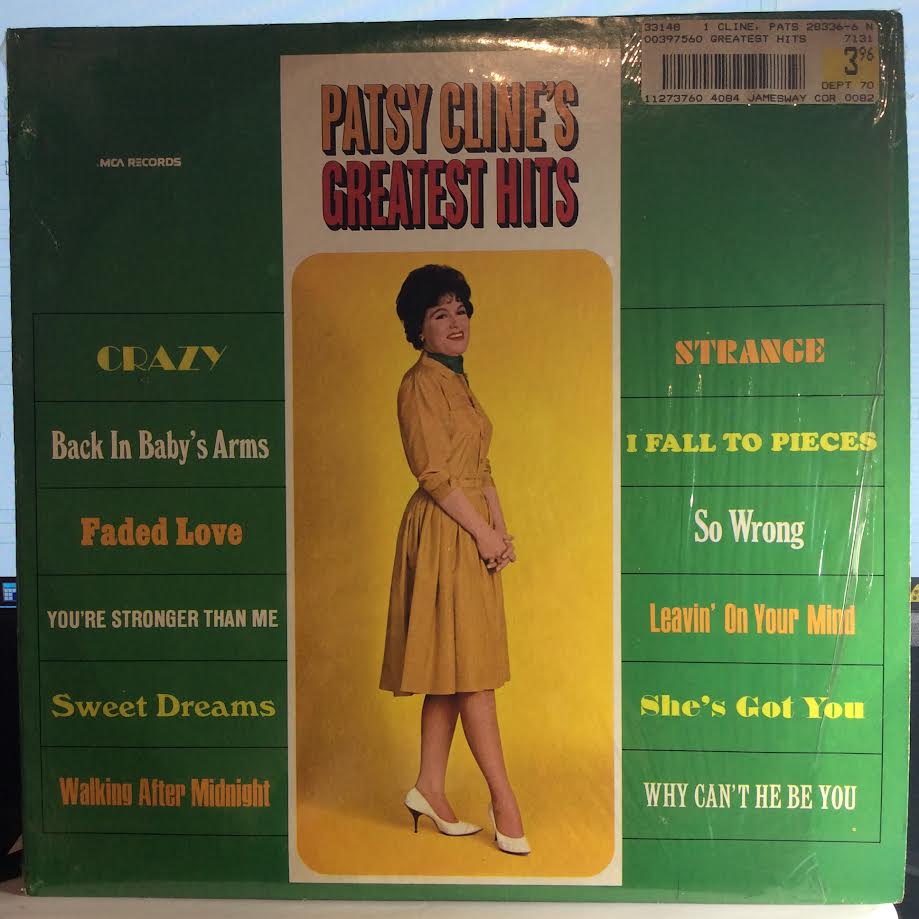 33148 1 CLINE, PATS 28336-6 N
00397560 GREATEST HITS 7131
3 96
DEPT 70
11273760 4084 JAMESWAY COR 0082
PATSY CLINE'S
GREATEST HITS
MCA RECORDS
CRAZY
Back In Baby's Arms
Faded Love
YOU'RE STRONGER THAN ME
Sweet Dreams
Walking After Midnight
STRANGE
I FALL TO PIECES
So Wrong
Leavin' On Your Mind
She's Got You
WHY CAN'T HE BE YOU